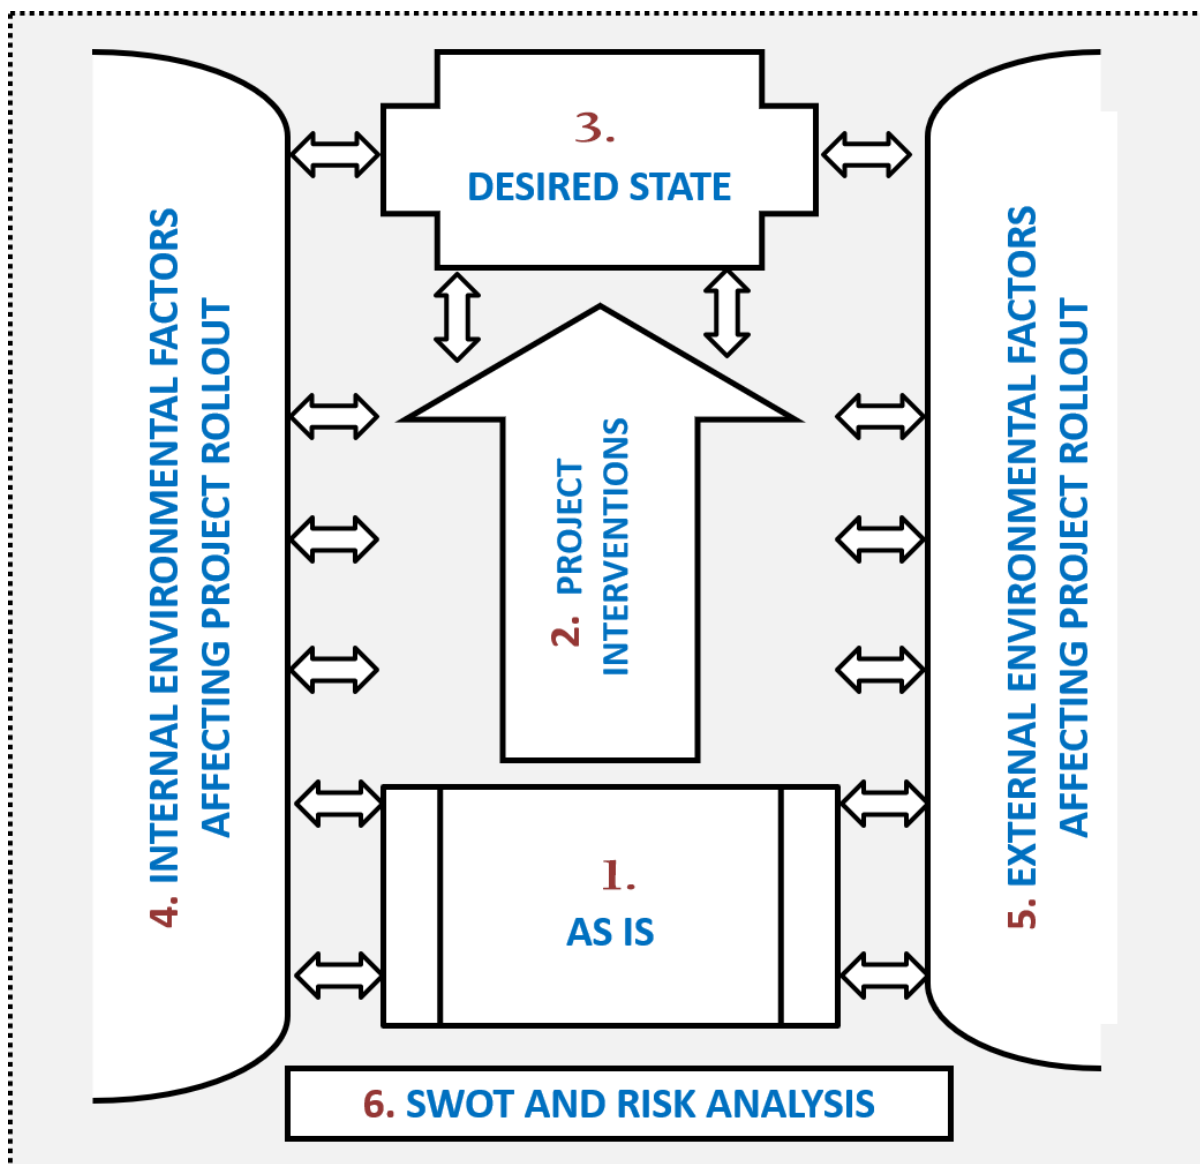 3.
DESIRED STATE
4. INTERNAL ENVIRONMENTAL FACTORS
AFFECTING PROJECT ROLLOUT
2. PROJECT
INTERVENTIONS
5. EXTERNAL ENVIRONMENTAL FACTORS
AFFECTING PROJECT ROLLOUT
1.
AS IS
6. SWOT AND RISK ANALYSIS